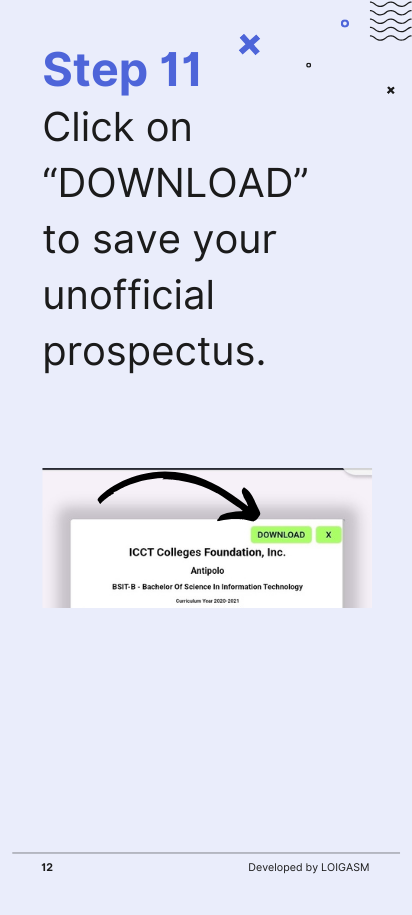 Step 11
Click on
“DOWNLOAD”
to save your
unofficial
prospectus.
DOWNLOAD X
ICCT Colleges Foundation, Inc.
Antipolo
BSIT-B - Bachelor Of Science In Information Technology
Curriculum Year 2020-2021
12 Developed by LOIGASM